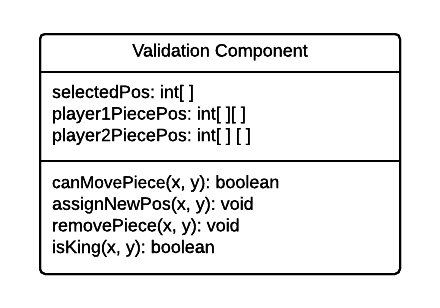 Validation Component
selectedPos: int[ ]
player1PiecePos: int[ ][ ]
player2PiecePos: int[ ] [ ]
canMovePiece(x, y): boolean
assignNewPos(x, y): void
removePiece(x, y): void
isKing(x, y): boolean